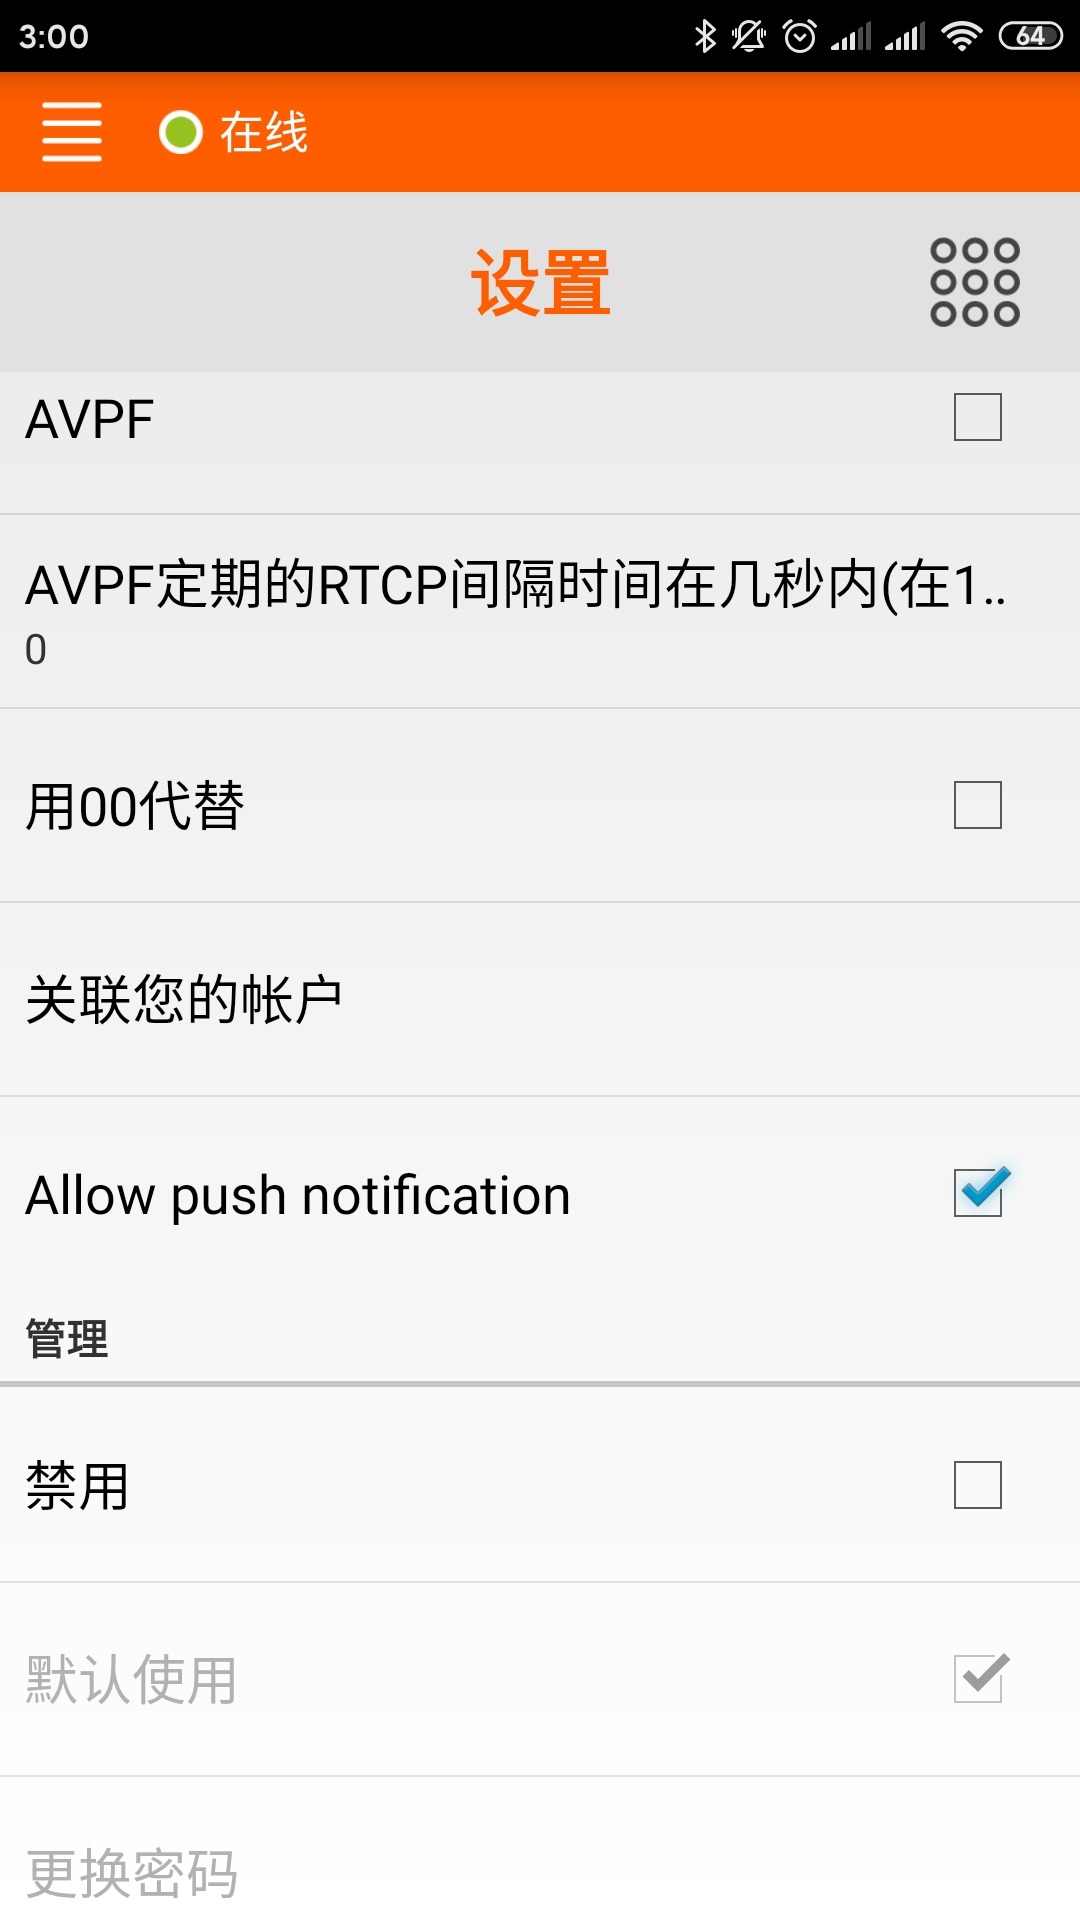 3:00
64
在线
设置
AVPF
AVPF定期的RTCP间隔时间在几秒内(在1..
0
用00代替
关联您的帐户
Allow push notification
管理
禁用
默认使用
更换密码